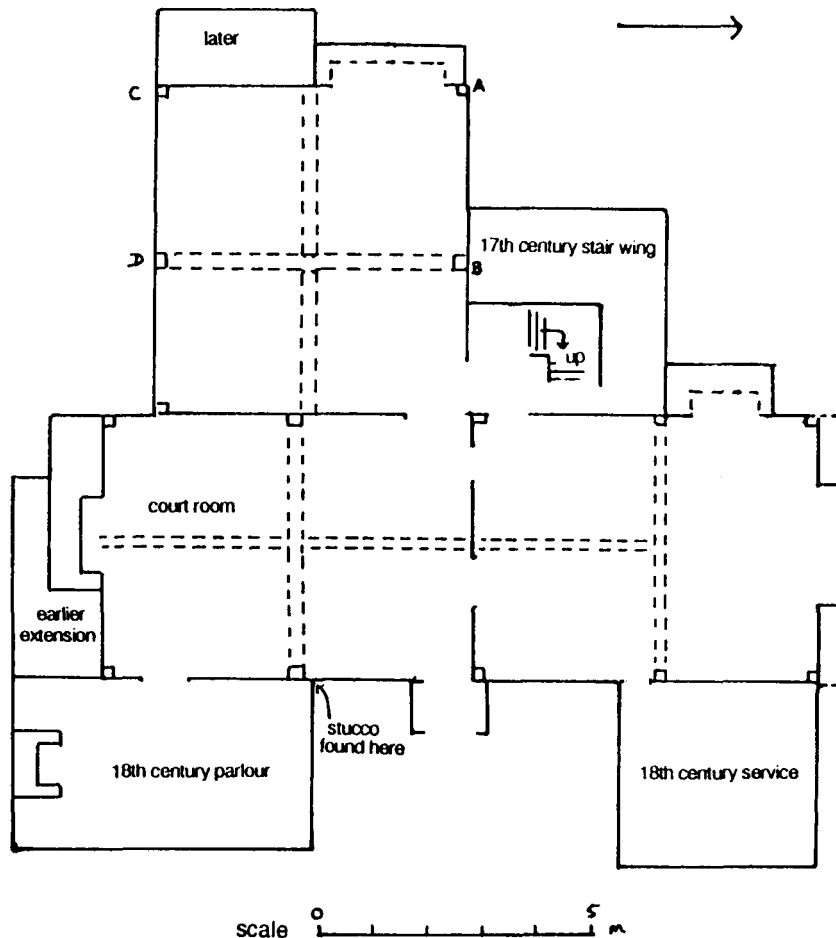 later
C
A
17th century stair wing
D
B
up
court room
earlier
extension
stucco
found here
18th century parlour
18th century service
0
5
scale
m